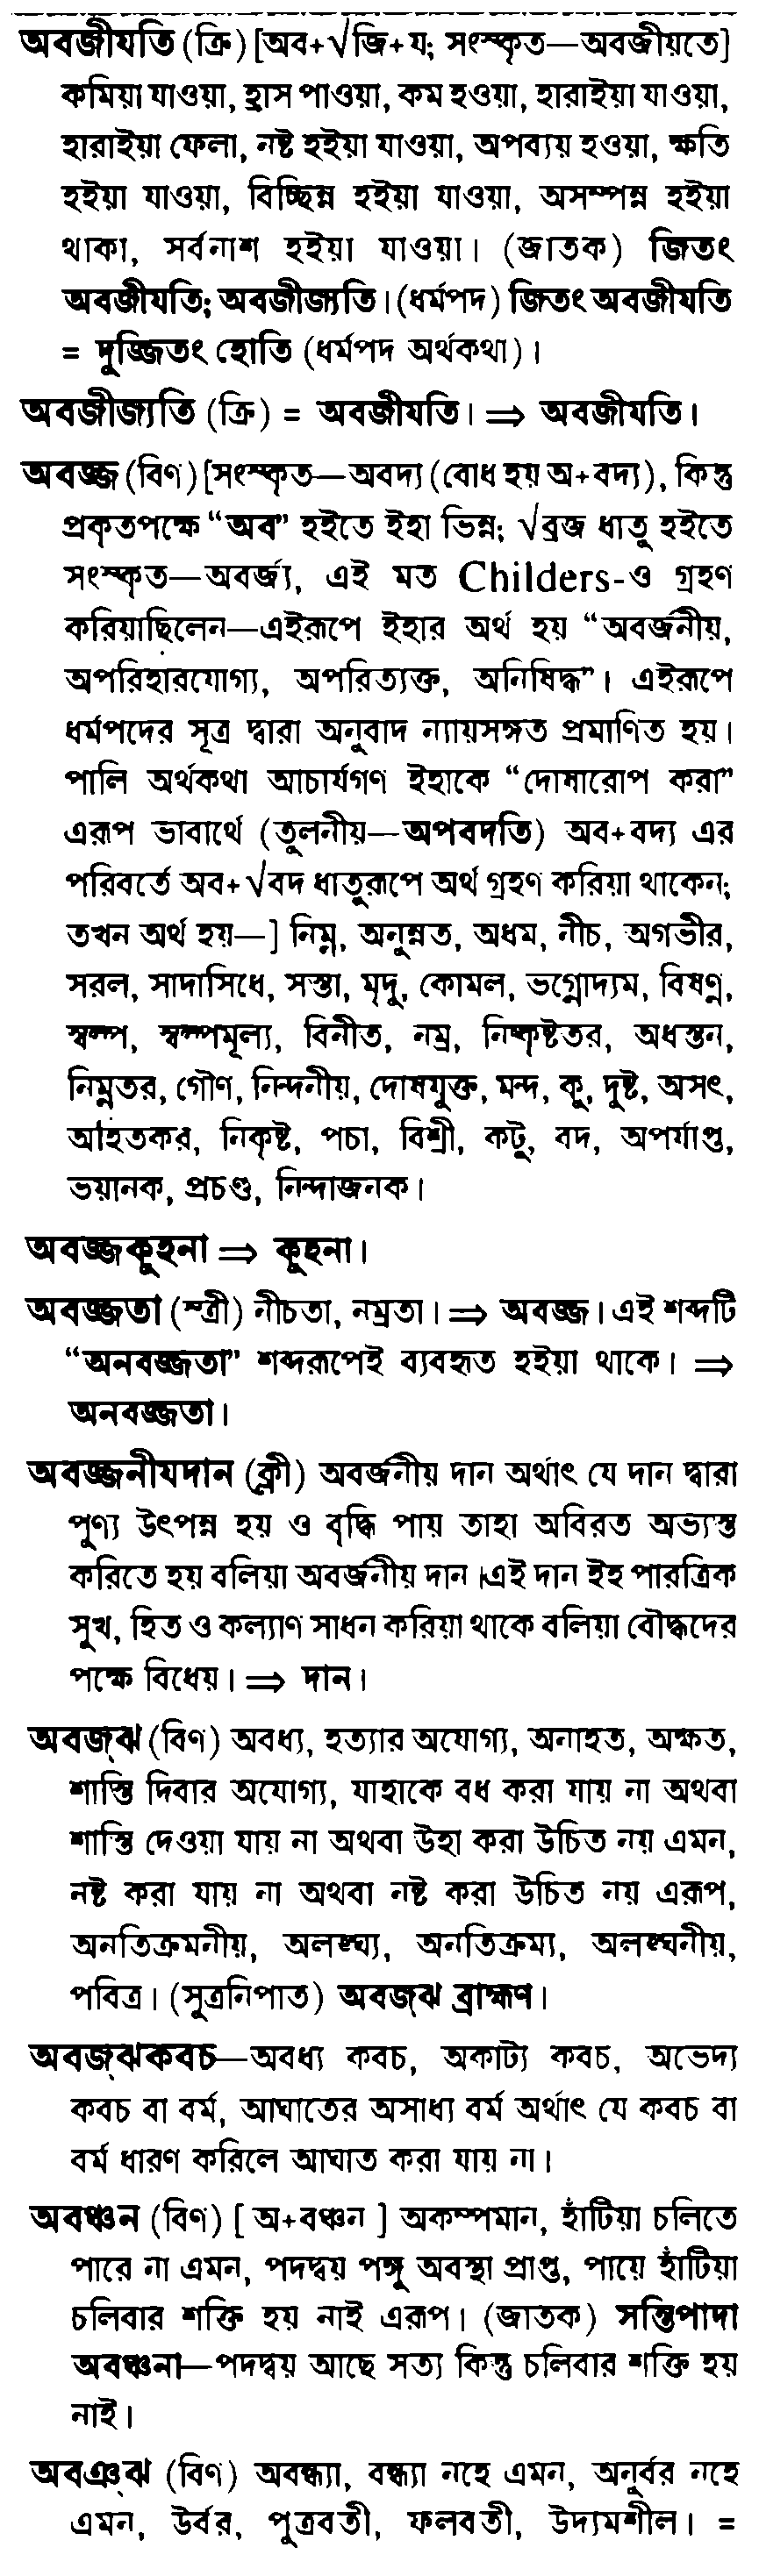 অবজীযতি (ক্রি) [অব+√জি+য; সংস্কৃত—অবজীয়তে]
কমিয়া যাওয়া, হ্রাস পাওয়া, কম হওয়া, হারাইয়া যাওয়া,
হারাইয়া ফেলা, নষ্ট হইয়া যাওয়া, অপব্যয় হওয়া, ক্ষতি
হইয়া যাওয়া, বিচ্ছিন্ন হইয়া যাওয়া, অসম্পন্ন হইয়া
থাকা, সর্বনাশ হইয়া যাওয়া। (জাতক) জিতং
অবজীযতি; অবজীজ্যতি। (ধর্মপদ) জিতং অবজীযতি
= দুজ্জিতং হোতি (ধর্মপদ অর্থকথা)।
অবজীজ্যতি (ক্রি) = অবজীযতি। ⇒ অবজীযতি।
অবজ্জ (বিণ) [সংস্কৃত—অবদ্য (বোধ হয় অ+বদ্য), কিন্তু
প্রকৃতপক্ষে “অব” হইতে ইহা ভিন্ন; √ব্রজ ধাতু হইতে
সংস্কৃত—অবর্জ্য, এই মত Childers-ও গ্রহণ
করিয়াছিলেন—এইরূপে ইহার অর্থ হয় “অবর্জনীয়,
অপরিহারযোগ্য, অপরিত্যক্ত, অনিষিদ্ধ”। এইরূপে
ধর্মপদের সূত্র দ্বারা অনুবাদ ন্যায়সঙ্গত প্রমাণিত হয়।
পালি অর্থকথা আচার্যগণ ইহাকে “দোষারোপ করা”
এরূপ ভাবার্থে (তুলনীয়—অপবদতি) অব+বদ্য এর
পরিবর্তে অব+√বদ ধাতুরূপে অর্থ গ্রহণ করিয়া থাকেন;
তখন অর্থ হয়—] নিম্ন, অনুন্নত, অধম, নীচ, অগভীর,
সরল, সাদাসিধে, সস্তা, মৃদু, কোমল, ভগ্নোদ্যম, বিষণ্ন,
স্বল্প, স্বল্পমূল্য, বিনীত, নম্র, নিকৃষ্টতর, অধস্তন,
নিম্নতর, গৌণ, নিন্দনীয়, দোষযুক্ত, মন্দ, কু, দুষ্ট, অসৎ,
অহিতকর, নিকৃষ্ট, পচা, বিশ্রী, কটু, বদ, অপর্যাপ্ত,
ভয়ানক, প্রচণ্ড, নিন্দাজনক।
অবজ্জকুহনা ⇒ কুহনা।
অবজ্জতা (স্ত্রী) নীচতা, নম্রতা। ⇒ অবজ্জ। এই শব্দটি
“অনবজ্জতা” শব্দরূপেই ব্যবহৃত হইয়া থাকে। ⇒
অনবজ্জতা।
অবজ্জনীযদান (ক্লী) অবর্জনীয় দান অর্থাৎ যে দান দ্বারা
পুণ্য উৎপন্ন হয় ও বৃদ্ধি পায় তাহা অবিরত অভ্যস্ত
করিতে হয় বলিয়া অবর্জনীয় দান। এই দান ইহ পারত্রিক
সুখ, হিত ও কল্যাণ সাধন করিয়া থাকে বলিয়া বৌদ্ধদের
পক্ষে বিধেয়। ⇒ দান।
অবজ্‌ঝ (বিণ) অবধ্য, হত্যার অযোগ্য, অনাহত, অক্ষত,
শাস্তি দিবার অযোগ্য, যাহাকে বধ করা যায় না অথবা
শাস্তি দেওয়া যায় না অথবা উহা করা উচিত নয় এমন,
নষ্ট করা যায় না অথবা নষ্ট করা উচিত নয় এরূপ,
অনতিক্রমনীয়, অলঙ্ঘ্য, অনতিক্রম্য, অলঙ্ঘনীয়,
পবিত্র। (সুত্তনিপাত) অবজ্‌ঝ ব্রাহ্মণ।
অবজ্‌ঝকবচ—অবধ্য কবচ, অকাট্য কবচ, অভেদ্য
কবচ বা বর্ম, আঘাতের অসাধ্য বর্ম অর্থাৎ যে কবচ বা
বর্ম ধারণ করিলে আঘাত করা যায় না।
অবঞ্চন (বিণ) [ অ+বঞ্চন ] অকম্পমান, হাঁটিয়া চলিতে
পারে না এমন, পদদ্বয় পঙ্গু অবস্থা প্রাপ্ত, পায়ে হাঁটিয়া
চলিবার শক্তি হয় নাই এরূপ। (জাতক) সন্তিপাদা
অবঞ্চনা—পদদ্বয় আছে সত্য কিন্তু চলিবার শক্তি হয়
নাই।
অবঞ্‌ঝ (বিণ) অবন্ধ্যা, বন্ধ্যা নহে এমন, অনুর্বর নহে
এমন, উর্বর, পুত্রবতী, ফলবতী, উদ্যমশীল। =